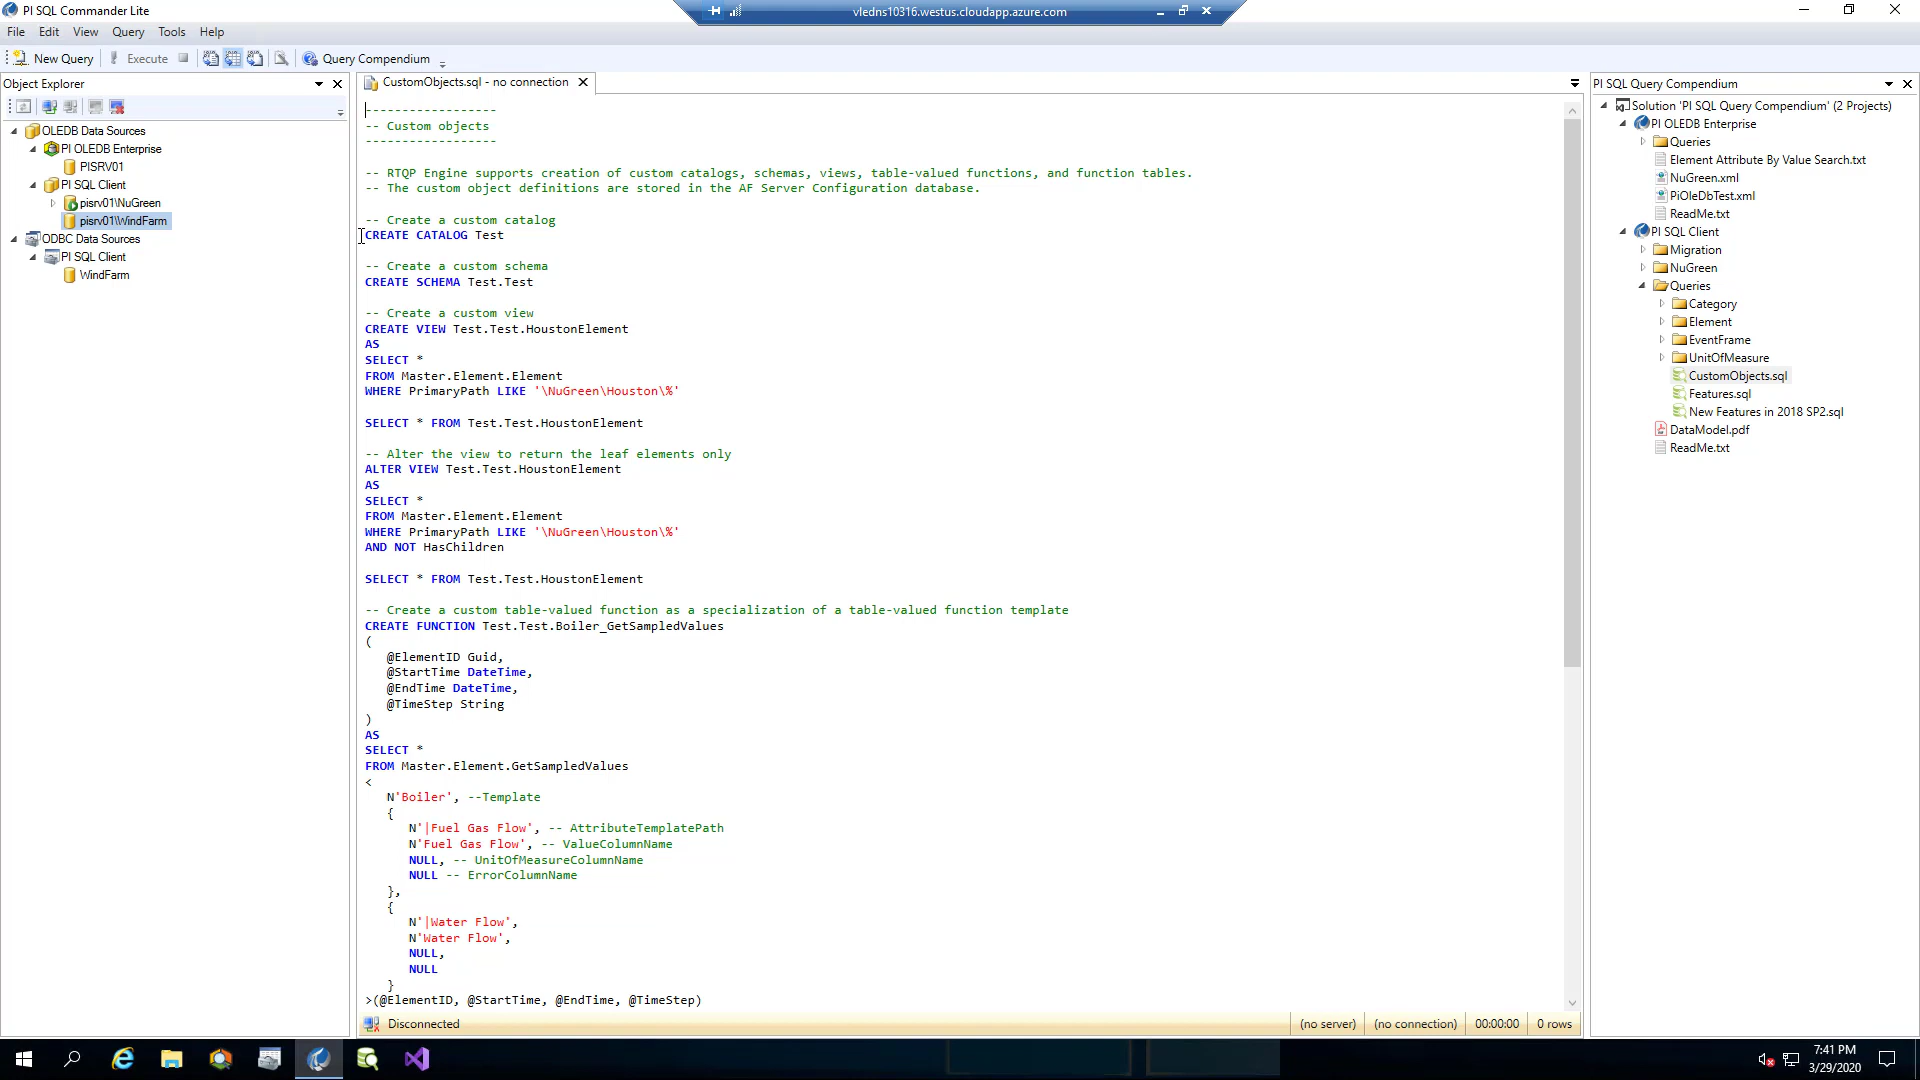 PI SQL Commander Lite
vledns10316.westus.cloudapp.azure.com
File Edit View Query Tools Help
New Query Execute Query Compendium
Object Explorer
OLEDB Data Sources
PI OLEDB Enterprise
PISRV01
PI SQL Client
pisrv01\NuGreen
pisrv01\WindFarm
ODBC Data Sources
PI SQL Client
WindFarm
CustomObjects.sql - no connection
------------------
-- Custom objects
------------------
-- RTQP Engine supports creation of custom catalogs, schemas, views, table-valued functions, and function tables.
-- The custom object definitions are stored in the AF Server Configuration database.
-- Create a custom catalog
CREATE CATALOG Test
-- Create a custom schema
CREATE SCHEMA Test.Test
-- Create a custom view
CREATE VIEW Test.Test.HoustonElement
AS
SELECT *
FROM Master.Element.Element
WHERE PrimaryPath LIKE '\NuGreen\Houston\%'
SELECT * FROM Test.Test.HoustonElement
-- Alter the view to return the leaf elements only
ALTER VIEW Test.Test.HoustonElement
AS
SELECT *
FROM Master.Element.Element
WHERE PrimaryPath LIKE '\NuGreen\Houston\%'
AND NOT HasChildren
SELECT * FROM Test.Test.HoustonElement
-- Create a custom table-valued function as a specialization of a table-valued function template
CREATE FUNCTION Test.Test.Boiler_GetSampledValues
(
@ElementID Guid,
@StartTime DateTime,
@EndTime DateTime,
@TimeStep String
)
AS
SELECT *
FROM Master.Element.GetSampledValues
<
N'Boiler', --Template
{
N'|Fuel Gas Flow', -- AttributeTemplatePath
N'Fuel Gas Flow', -- ValueColumnName
NULL, -- UnitOfMeasureColumnName
NULL -- ErrorColumnName
},
{
N'|Water Flow',
N'Water Flow',
NULL,
NULL
}
>(@ElementID, @StartTime, @EndTime, @TimeStep)
Disconnected (no server) (no connection) 00:00:00 0 rows
PI SQL Query Compendium
Solution 'PI SQL Query Compendium' (2 Projects)
PI OLEDB Enterprise
Queries
Element Attribute By Value Search.txt
NuGreen.xml
PiOleDbTest.xml
ReadMe.txt
PI SQL Client
Migration
NuGreen
Queries
Category
Element
EventFrame
UnitOfMeasure
CustomObjects.sql
Features.sql
New Features in 2018 SP2.sql
DataModel.pdf
ReadMe.txt
7:41 PM
3/29/2020